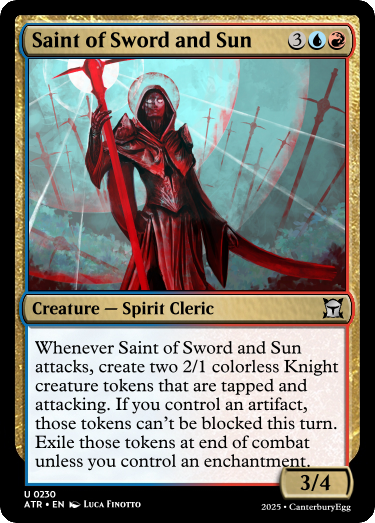 Saint of Sword and Sun 3
Creature — Spirit Cleric
Whenever Saint of Sword and Sun
attacks, create two 2/1 colorless Knight
creature tokens that are tapped and
attacking. If you control an artifact,
those tokens can't be blocked this turn.
Exile those tokens at end of combat
unless you control an enchantment.
3/4
U 0230
ATR • EN LUCA FINOTTO
2025 • CanterburyEgg